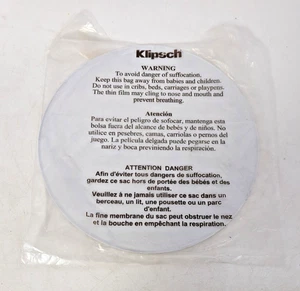 Klipsch
WARNING
To avoid danger of suffocation.
Keep this bag away from babies and children.
Do not use in cribs, beds, carriages or playpens.
The thin film may cling to nose and mouth and
prevent breathing.
Atención
Para evitar el peligro de sofocar, mantenga esta
bolsa fuera del alcance de bebés y de niños. No
utilice en pesebres, camas, carriolas o pernos del
juego. La película delgada puede pegarse en la
nariz y boca previniendo la respiración.
ATTENTION DANGER
Afin d'éviter tous dangers de suffocation,
gardez ce sac hors de portée des bébés et des
enfants.
Veuillez à ne jamais utiliser ce sac dans un
berceau, un lit, une poussette ou un parc
d'enfant.
La fine membrane du sac peut obstruer le nez
et la bouche en empêchant la respiration.